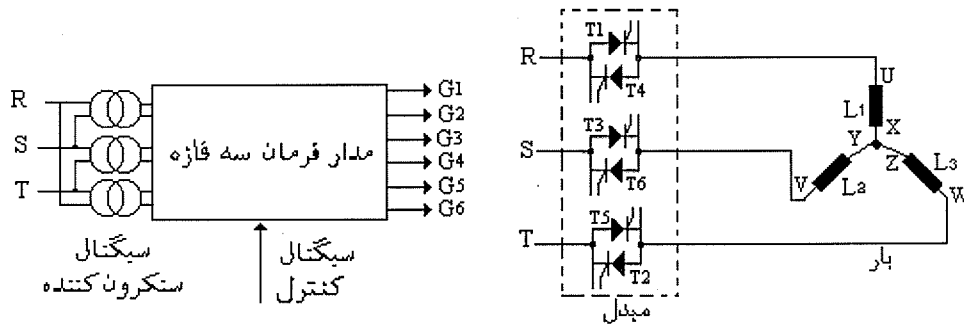 R
S
T
مدار فرمان سه فازه
G1
G2
G3
G4
G5
G6
سیگنال
سنکرون کننده
سیگنال
کنترل
R
T1
T4
S
T3
T6
T
T5
T2
مبدل
U
L1
X
Y
Z
V
L2
L3
W
بار